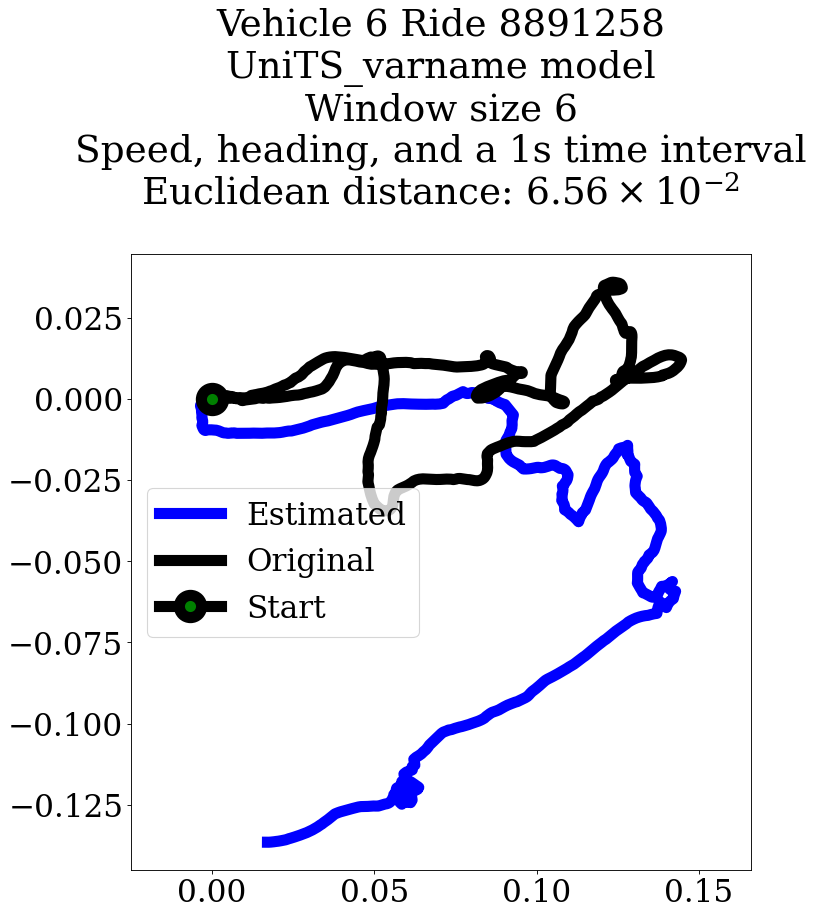 Vehicle 6 Ride 8891258
UniTS_varname model
Window size 6
Speed, heading, and a 1s time interval
Euclidean distance: 6.56 × 10⁻²
0.025
0.000
−0.025
−0.050
−0.075
−0.100
−0.125
Estimated
Original
Start
0.00 0.05 0.10 0.15